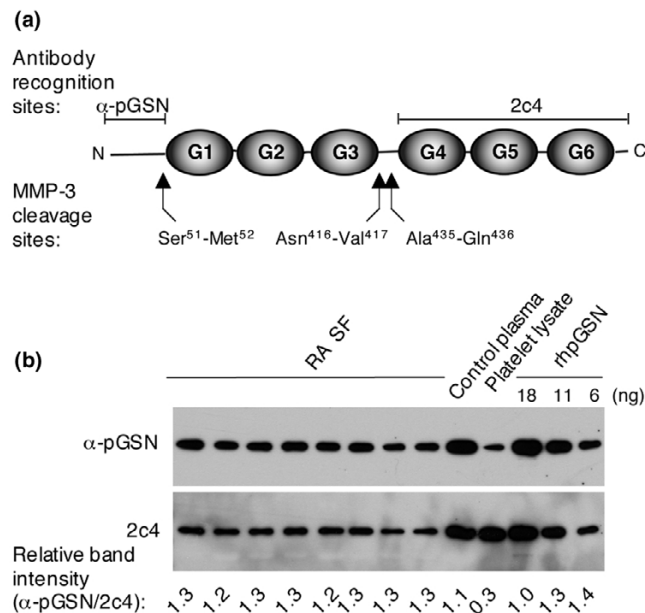 (a)
Antibody
recognition
sites:
α-pGSN
2c4
N
G1 G2 G3 G4 G5 G6
C
MMP-3
cleavage
sites:
Ser⁵¹-Met⁵² Asn⁴¹⁶-Val⁴¹⁷ Ala⁴³⁵-Gln⁴³⁶
(b)
RA SF
Control plasma
Platelet lysate
rhpGSN
18 11 6 (ng)
α-pGSN
2c4
Relative band
intensity
(α-pGSN/2c4): 1.3 1.2 1.3 1.3 1.2 1.3 1.3 1.3 1.1 0.3 1.0 1.3 1.4